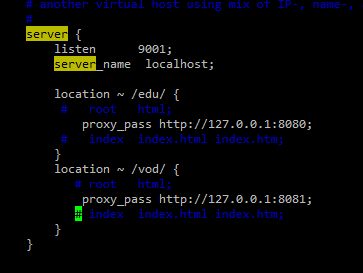 # another virtual host using mix of IP-, name-,
#
server {
listen 9001;
server_name localhost;
location ~ /edu/ {
# root html;
proxy_pass http://127.0.0.1:8080;
# index index.html index.htm;
}
location ~ /vod/ {
# root html;
proxy_pass http://127.0.0.1:8081;
# index index.html index.htm;
}
}